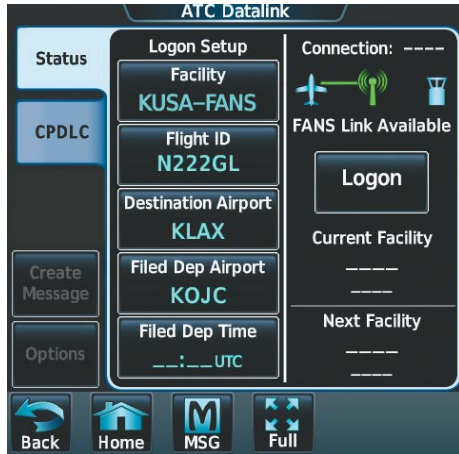 ATC Datalink
Status
CPDLC
Create
Message
Options
Logon Setup
Facility
KUSA–FANS
Flight ID
N222GL
Destination Airport
KLAX
Filed Dep Airport
KOJC
Filed Dep Time
__:__UTC
Connection: ----
FANS Link Available
Logon
Current Facility
----
----
Next Facility
----
----
Back
Home
M
MSG
Full